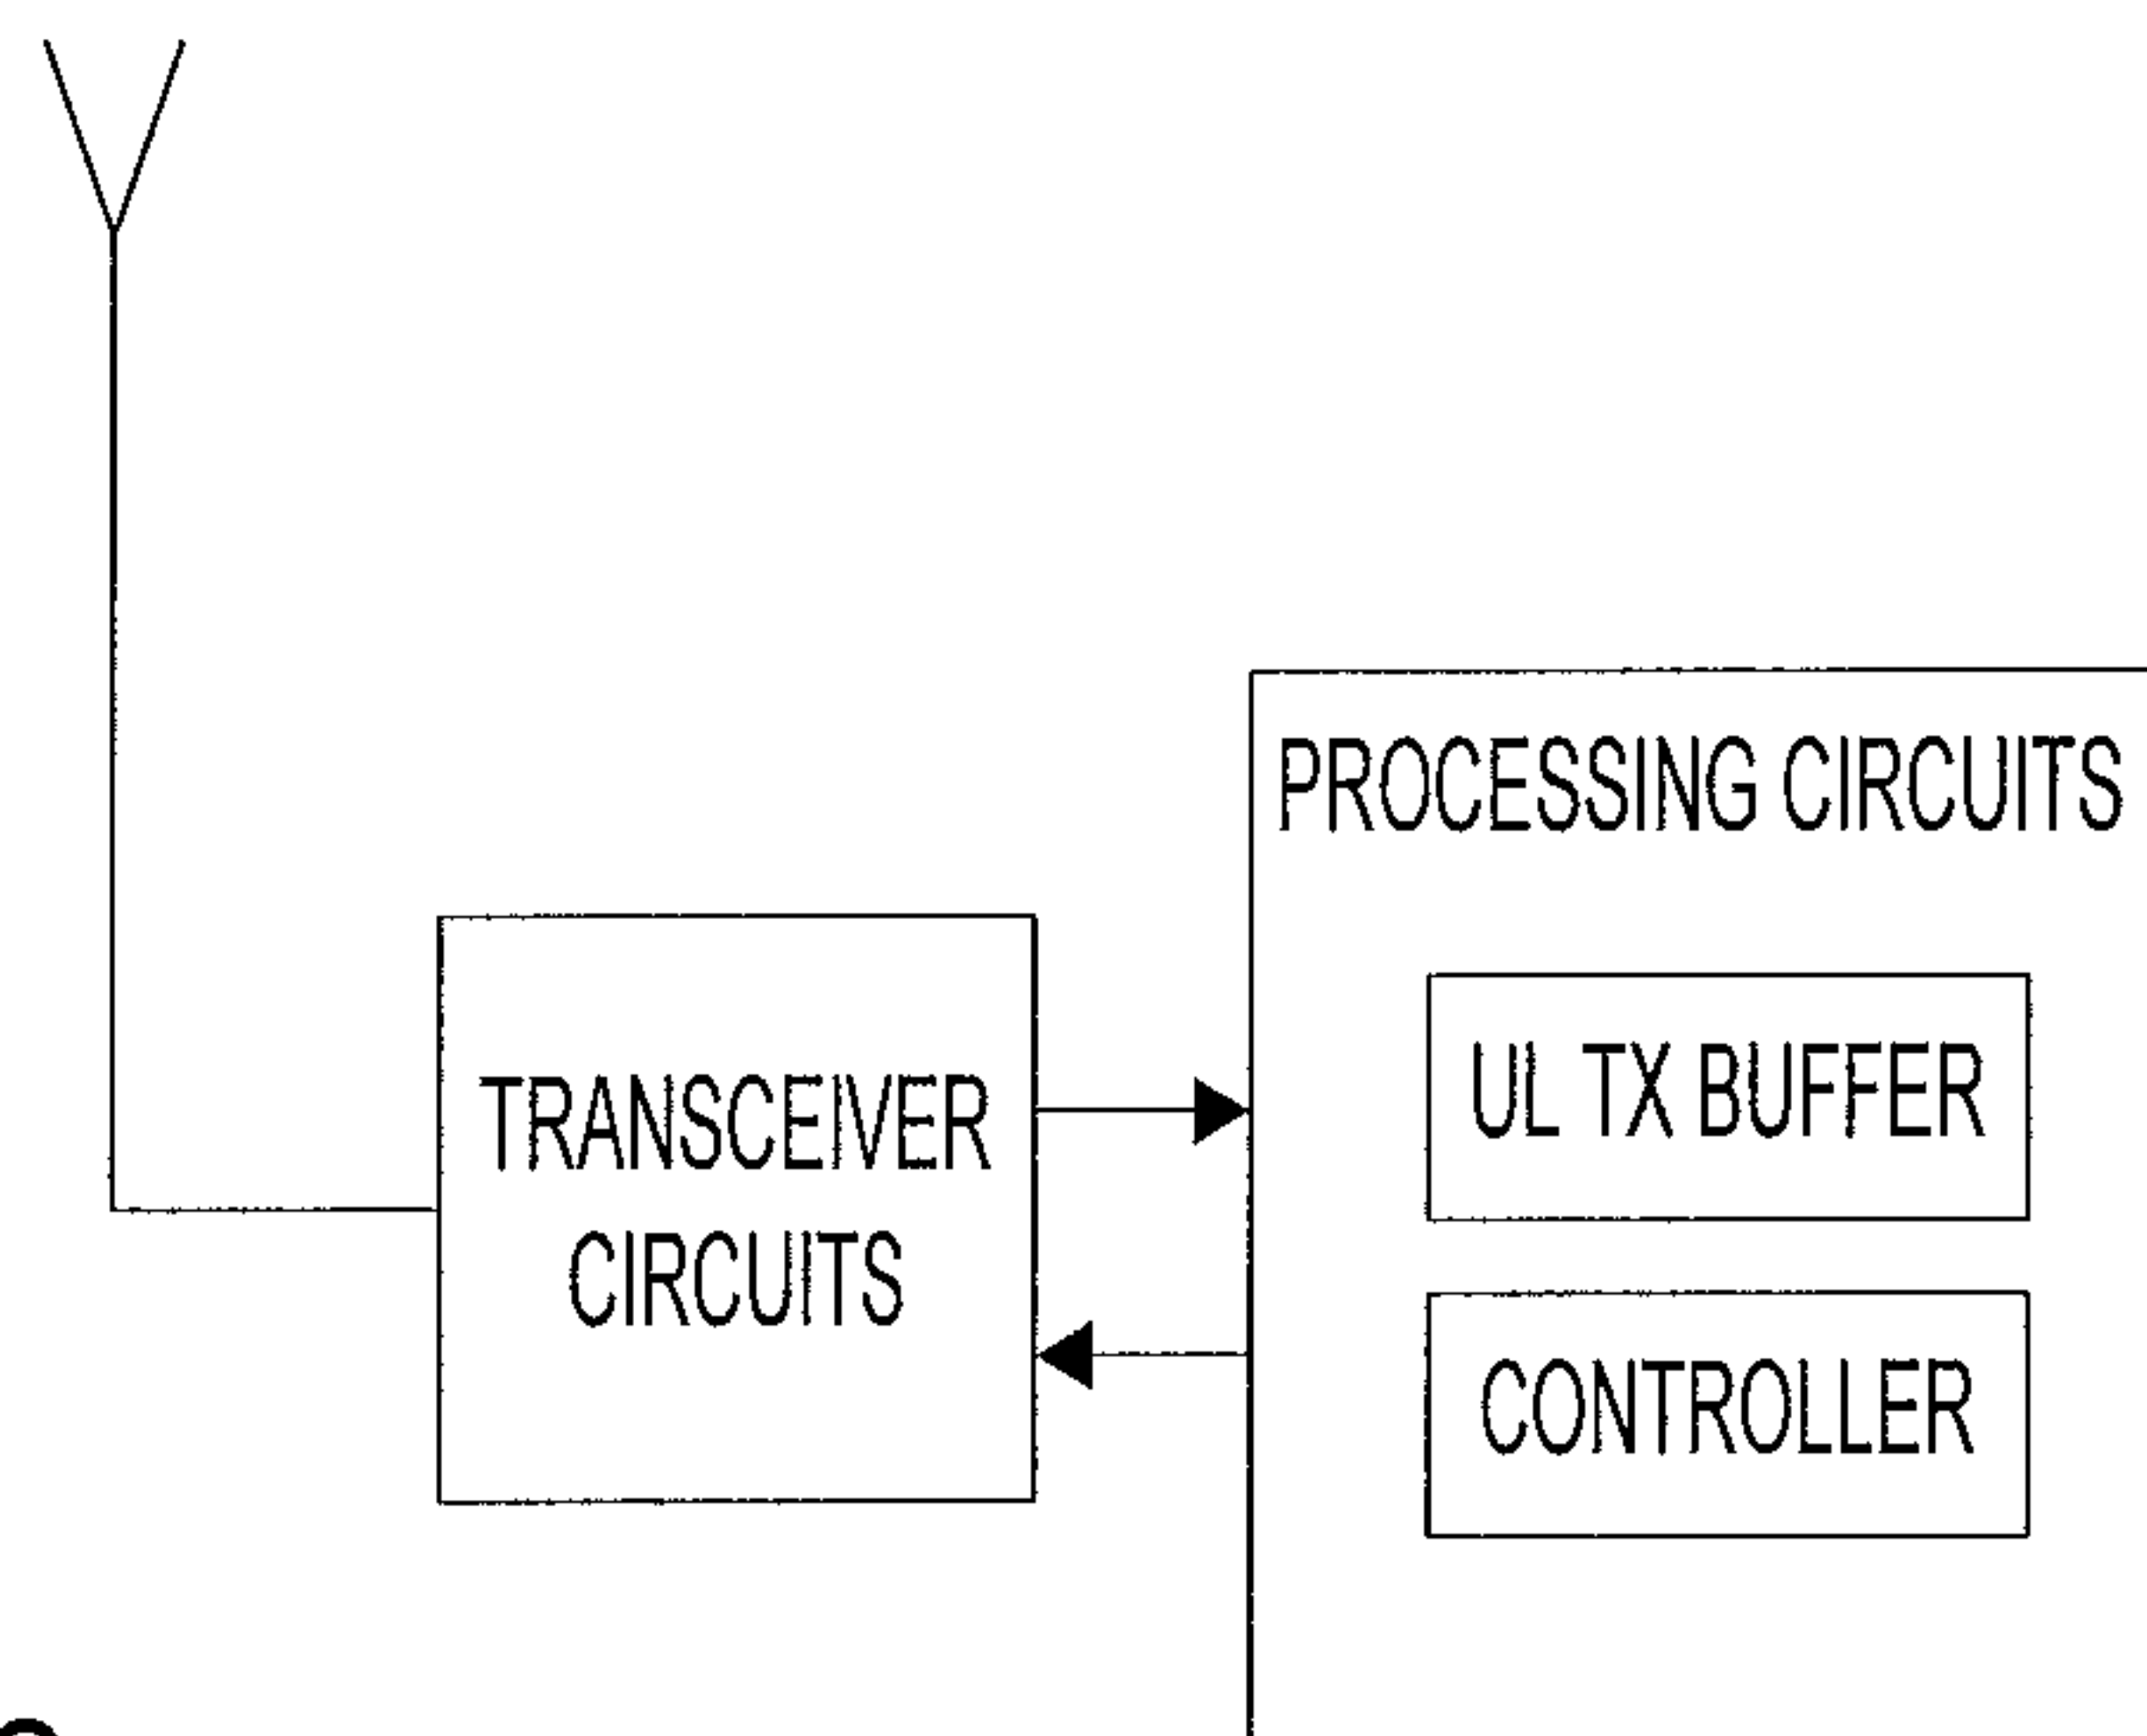 PROCESSING CIRCUITS
UL TX BUFFER
TRANSCEIVER
CIRCUITS
CONTROLLER